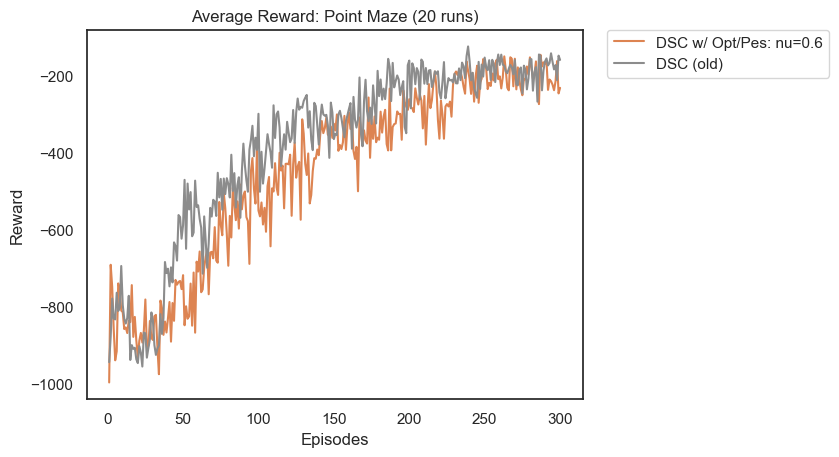 Average Reward: Point Maze (20 runs)
DSC w/ Opt/Pes: nu=0.6
DSC (old)
Reward
−200
−400
−600
−800
−1000
0 50 100 150 200 250 300
Episodes